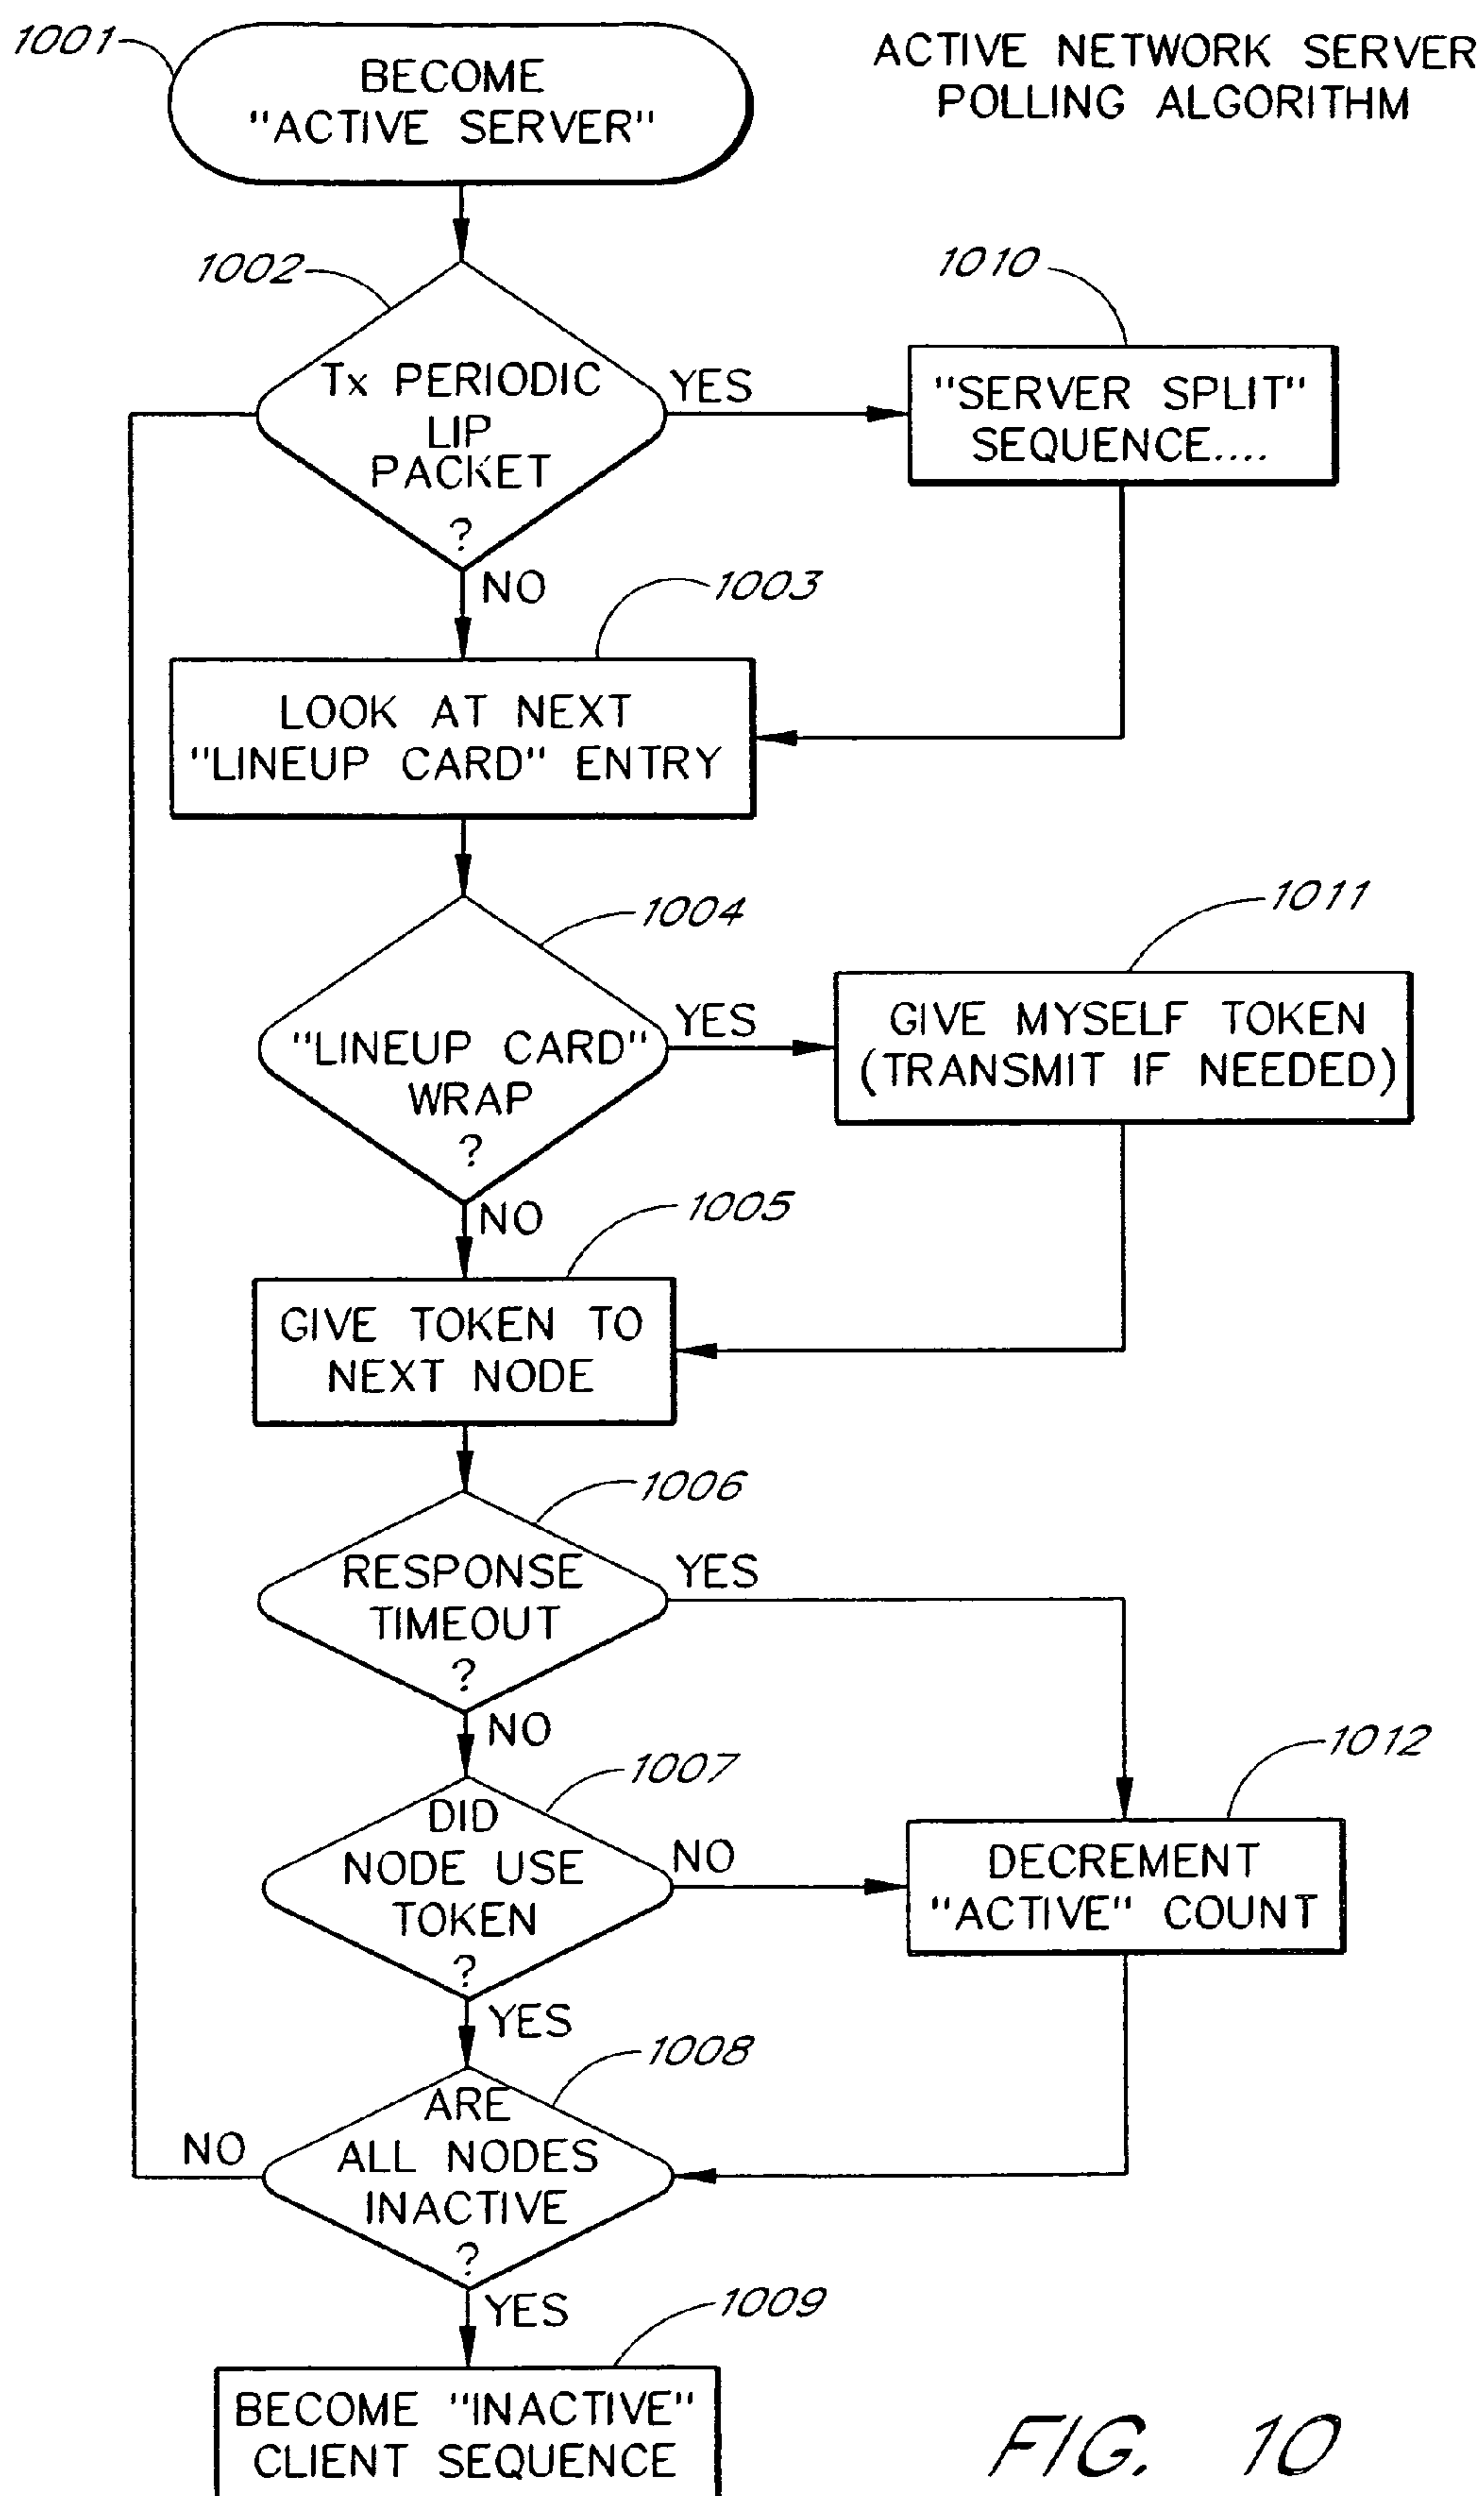 1001
BECOME
"ACTIVE SERVER"
ACTIVE NETWORK SERVER
POLLING ALGORITHM
1002
Tx PERIODIC
LIP
PACKET
?
YES
NO
1010
"SERVER SPLIT"
SEQUENCE....
1003
LOOK AT NEXT
"LINEUP CARD" ENTRY
1004
"LINEUP CARD"
WRAP
?
YES
NO
1011
GIVE MYSELF TOKEN
(TRANSMIT IF NEEDED)
1005
GIVE TOKEN TO
NEXT NODE
1006
RESPONSE
TIMEOUT
?
YES
NO
1007
DID
NODE USE
TOKEN
?
NO
YES
1012
DECREMENT
"ACTIVE" COUNT
1008
ARE
ALL NODES
INACTIVE
?
NO
YES
1009
BECOME "INACTIVE"
CLIENT SEQUENCE
FIG. 10